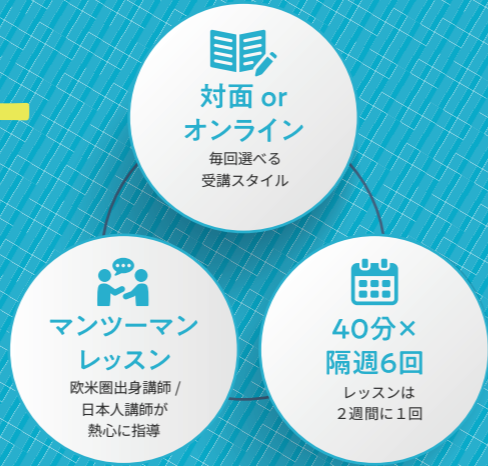 対面 or
オンライン
毎回選べる
受講スタイル
マンツーマン
レッスン
欧米圏出身講師 /
日本人講師が
熱心に指導
40分×
隔週6回
レッスンは
２週間に１回